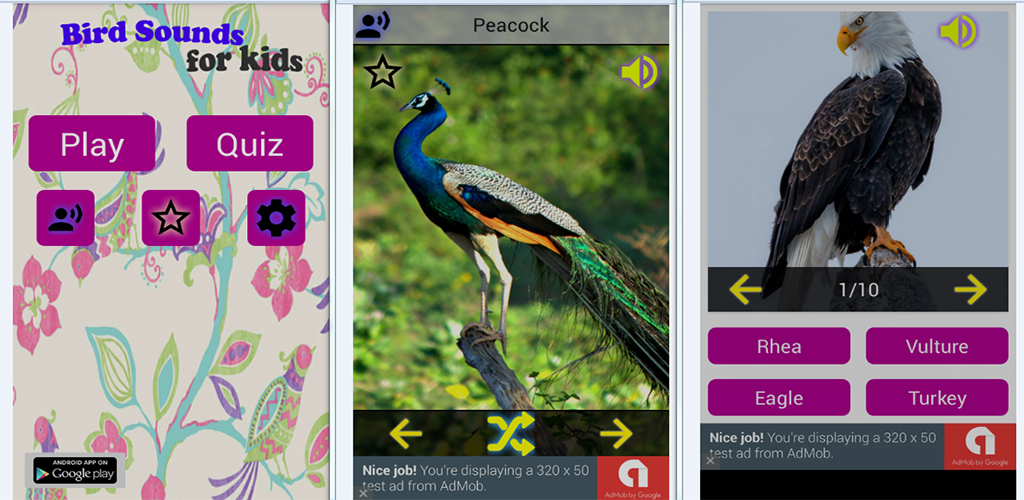 Bird Sounds
for kids
Play
Quiz
ANDROID APP ON
Google play
Peacock
Nice job! You're displaying a 320 x 50
test ad from AdMob.
AdMob by Google
1/10
Rhea
Vulture
Eagle
Turkey
Nice job! You're displaying a 320 x 50
test ad from AdMob.
AdMob by Google